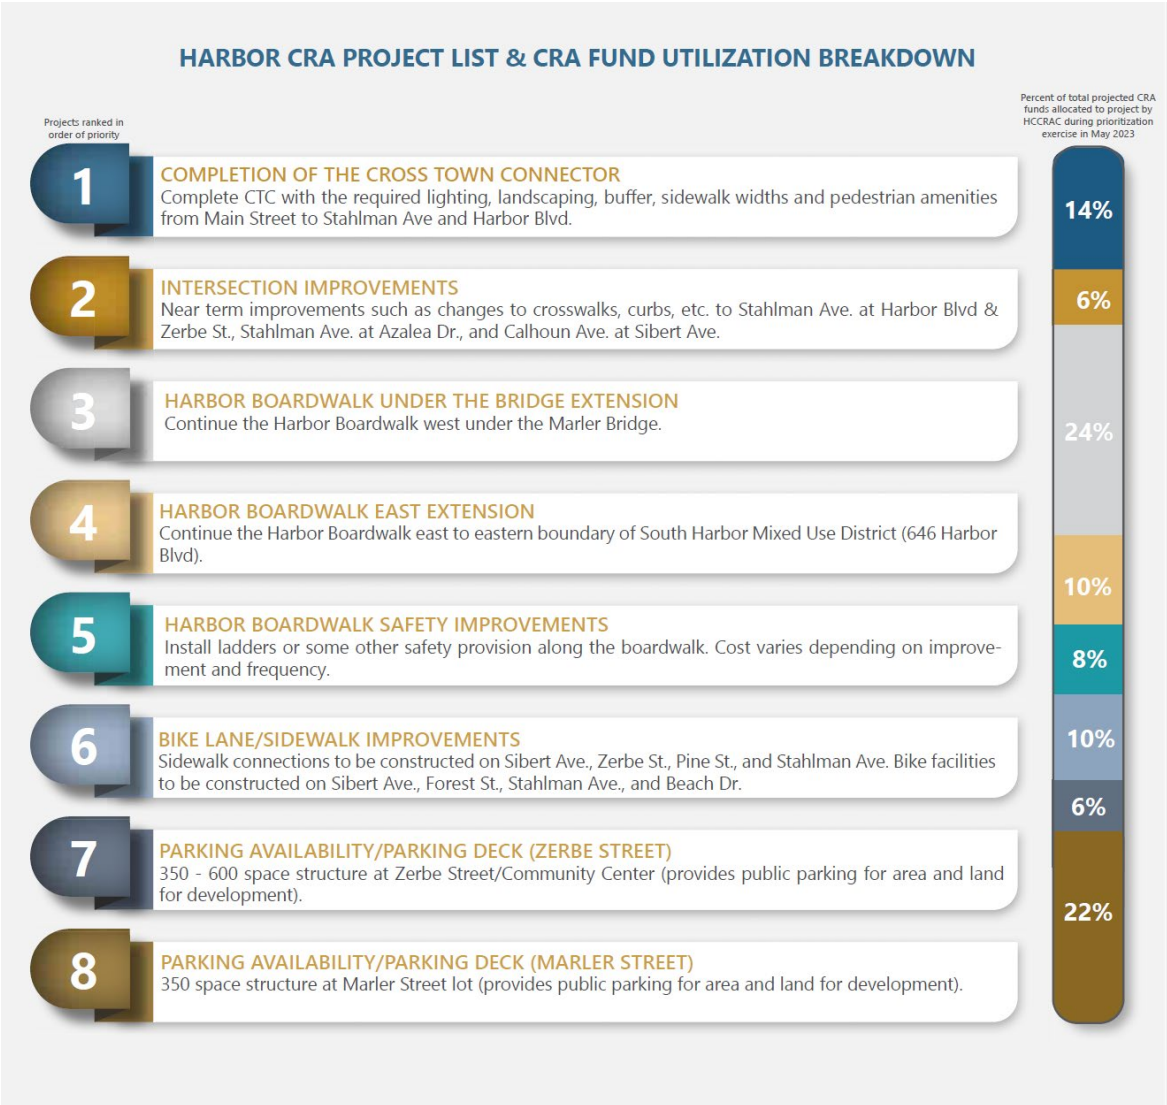 HARBOR CRA PROJECT LIST & CRA FUND UTILIZATION BREAKDOWN
Projects ranked in
order of priority
Percent of total projected CRA
funds allocated to project by
HCCRAC during prioritization
exercise in May 2023
1
COMPLETION OF THE CROSS TOWN CONNECTOR
Complete CTC with the required lighting, landscaping, buffer, sidewalk widths and pedestrian amenities
from Main Street to Stahlman Ave and Harbor Blvd.
14%
2
INTERSECTION IMPROVEMENTS
Near term improvements such as changes to crosswalks, curbs, etc. to Stahlman Ave. at Harbor Blvd &
Zerbe St., Stahlman Ave. at Azalea Dr., and Calhoun Ave. at Sibert Ave.
6%
3
HARBOR BOARDWALK UNDER THE BRIDGE EXTENSION
Continue the Harbor Boardwalk west under the Marler Bridge.
24%
4
HARBOR BOARDWALK EAST EXTENSION
Continue the Harbor Boardwalk east to eastern boundary of South Harbor Mixed Use District (646 Harbor
Blvd).
10%
5
HARBOR BOARDWALK SAFETY IMPROVEMENTS
Install ladders or some other safety provision along the boardwalk. Cost varies depending on improve-
ment and frequency.
8%
6
BIKE LANE/SIDEWALK IMPROVEMENTS
Sidewalk connections to be constructed on Sibert Ave., Zerbe St., Pine St., and Stahlman Ave. Bike facilities
to be constructed on Sibert Ave., Forest St., Stahlman Ave., and Beach Dr.
10%
7
PARKING AVAILABILITY/PARKING DECK (ZERBE STREET)
350 - 600 space structure at Zerbe Street/Community Center (provides public parking for area and land
for development).
6%
8
PARKING AVAILABILITY/PARKING DECK (MARLER STREET)
350 space structure at Marler Street lot (provides public parking for area and land for development).
22%